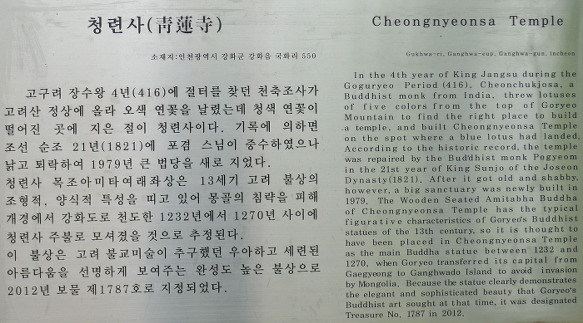 청련사(靑蓮寺)
소재지:인천광역시 강화군 강화읍 국화리 550
고구려 장수왕 4년(416)에 절터를 찾던 천축조사가
고려산 정상에 올라 오색 연꽃을 날렸는데 청색 연꽃이
떨어진 곳에 지은 절이 청련사이다. 기록에 의하면
조선 순조 21년(1821)에 포겸 스님이 중수하였으나
낡고 퇴락하여 1979년 큰 법당을 새로 지었다.
청련사 목조아미타여래좌상은 13세기 고려 불상의
조형적, 양식적 특성을 띠고 있어 몽골의 침략을 피해
개경에서 강화도로 천도한 1232년에서 1270년 사이에
청련사 주불로 모셔졌을 것으로 추정된다.
이 불상은 고려 불교미술이 추구했던 우아하고 세련된
아름다움을 선명하게 보여주는 완성도 높은 불상으로
2012년 보물 제1787호로 지정되었다.
Cheongnyeonsa Temple
Gukhwa-ri, Ganghwa-eup, Ganghwa-gun, incheon
In the 4th year of King Jangsu during the
Goguryeo Period (416), Cheonchukjosa, a
Buddhist monk from India, threw lotuses
of five colors from the top of Goryeo
Mountain to find the right place to build
a temple, and built Cheongnyeonsa Temple
on the spot where a blue lotus had landed.
According to the historic record, the temple
was repaired by the Buddhist monk Pogyeom
in the 21st year of King Sunjo of the Joseon
Dynasty(1821). After it got old and shabby,
however, a big sanctuary was newly built in
1979. The Wooden Seated Amitabha Buddha
of Cheongnyeonsa Temple has the typical
figurative characteristics of Goryeo's Buddhist
statues of the 13th century, so it is thought to
have been placed in Cheongnyeonsa Temple
as the main Buddha statue between 1232 and
1270, when Goryeo transferred its capital from
Gaegyeong to Ganghwado Island to avoid invasion
by Mongolia. Because the statue clearly demonstrates
the elegant and sophisticated beauty that Goryeo's
Buddhist art sought at that time, it was designated
Treasure No. 1787 in 2012.